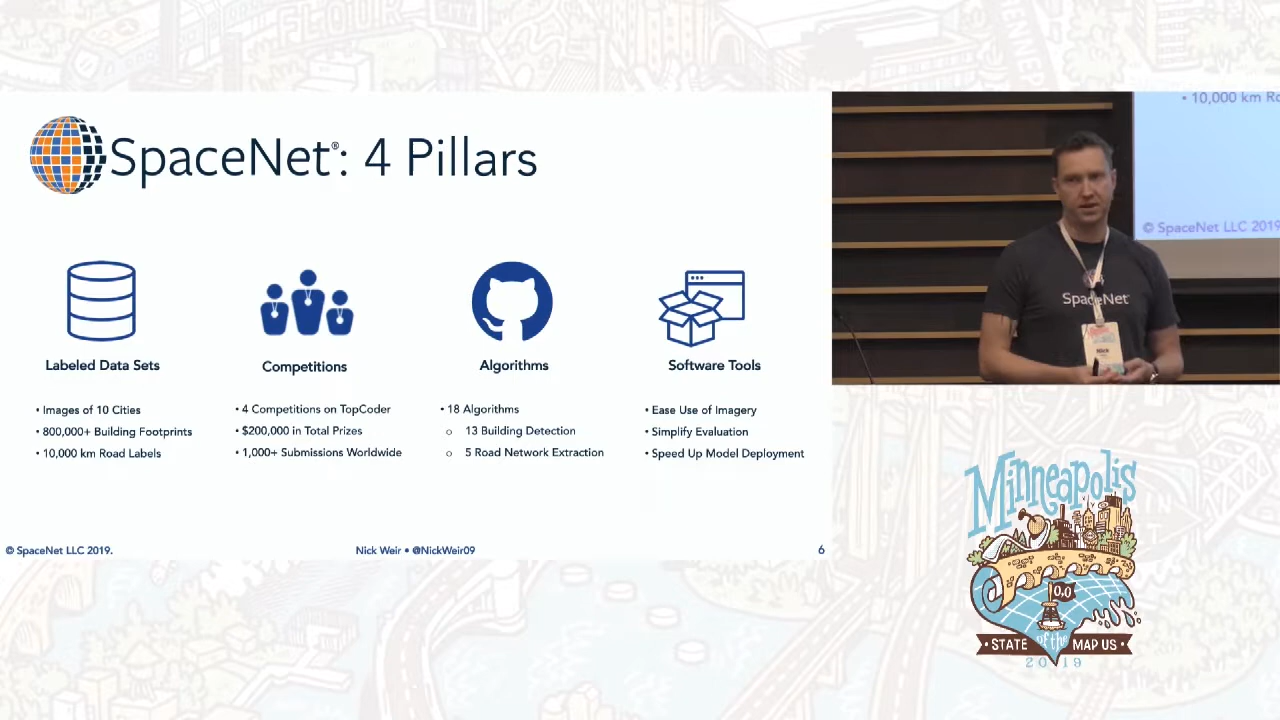 SpaceNet®: 4 Pillars
Labeled Data Sets
• Images of 10 Cities
• 800,000+ Building Footprints
• 10,000 km Road Labels
Competitions
• 4 Competitions on TopCoder
• $200,000 in Total Prizes
• 1,000+ Submissions Worldwide
Algorithms
• 18 Algorithms
o 13 Building Detection
o 5 Road Network Extraction
Software Tools
• Ease Use of Imagery
• Simplify Evaluation
• Speed Up Model Deployment
© SpaceNet LLC 2019.
Nick Weir • @NickWeir09
6
• 10,000 km Ro
© SpaceNet LLC 2019
SpaceNet
Nick
Minneapolis
0,0
• STATE of the MAP US •
2019